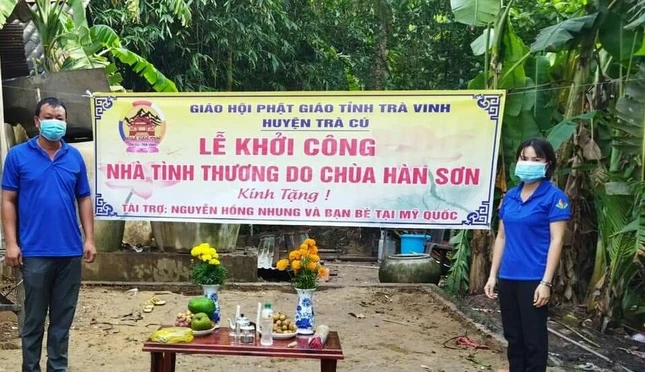 GIÁO HỘI PHẬT GIÁO TỈNH TRÀ VINH
HUYỆN TRÀ CÚ
LỄ KHỞI CÔNG
NHÀ TÌNH THƯƠNG DO CHÙA HÀN SƠN
Kính Tặng !
TÀI TRỢ: NGUYỄN HỒNG NHUNG VÀ BẠN BÈ TẠI MỸ QUỐC